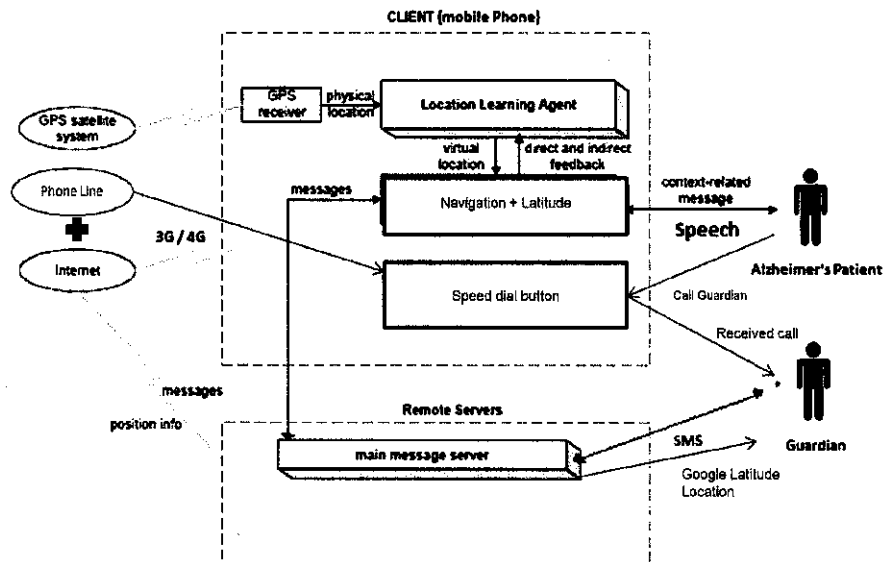 CLIENT {mobile Phone}
GPS
receiver
physical
location
Location Learning Agent
GPS satellite
system
virtual
location
direct and indirect
feedback
Phone Line
messages
Navigation + Latitude
context-related
message
Speech
3G / 4G
Internet
Alzheimer's Patient
Speed dial button
Call Guardian
Received call
messages
position info
Remote Servers
main message server
SMS
Guardian
Google Latitude
Location